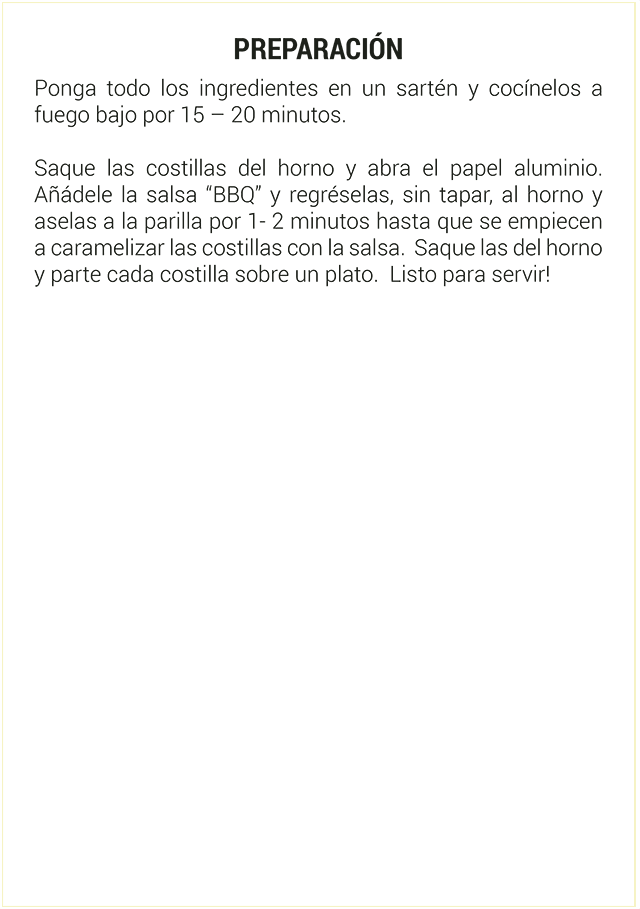 PREPARACIÓN
Ponga todo los ingredientes en un sartén y cocínelos a
fuego bajo por 15 – 20 minutos.
Saque las costillas del horno y abra el papel aluminio.
Añádele la salsa “BBQ” y regréselas, sin tapar, al horno y
aselas a la parilla por 1- 2 minutos hasta que se empiecen
a caramelizar las costillas con la salsa.  Saque las del horno
y parte cada costilla sobre un plato.  Listo para servir!